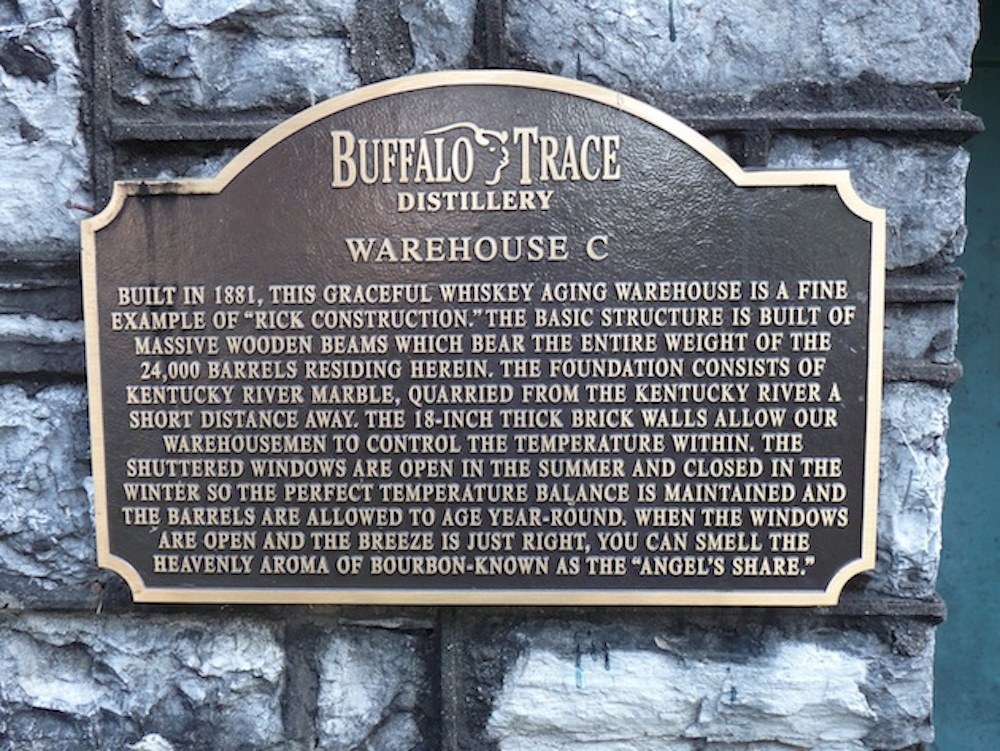 BUFFALO TRACE
DISTILLERY
WAREHOUSE C
BUILT IN 1881, THIS GRACEFUL WHISKEY AGING WAREHOUSE IS A FINE
EXAMPLE OF "RICK CONSTRUCTION." THE BASIC STRUCTURE IS BUILT OF
MASSIVE WOODEN BEAMS WHICH BEAR THE ENTIRE WEIGHT OF THE
24,000 BARRELS RESIDING HEREIN. THE FOUNDATION CONSISTS OF
KENTUCKY RIVER MARBLE, QUARRIED FROM THE KENTUCKY RIVER A
SHORT DISTANCE AWAY. THE 18-INCH THICK BRICK WALLS ALLOW OUR
WAREHOUSEMEN TO CONTROL THE TEMPERATURE WITHIN. THE
SHUTTERED WINDOWS ARE OPEN IN THE SUMMER AND CLOSED IN THE
WINTER SO THE PERFECT TEMPERATURE BALANCE IS MAINTAINED AND
THE BARRELS ARE ALLOWED TO AGE YEAR-ROUND. WHEN THE WINDOWS
ARE OPEN AND THE BREEZE IS JUST RIGHT, YOU CAN SMELL THE
HEAVENLY AROMA OF BOURBON-KNOWN AS THE "ANGEL'S SHARE."